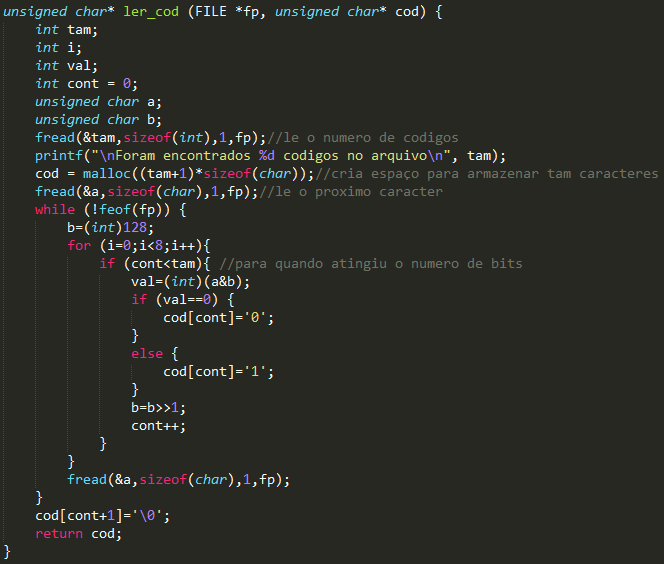 unsigned char* ler_cod (FILE *fp, unsigned char* cod) {
    int tam;
    int i;
    int val;
    int cont = 0;
    unsigned char a;
    unsigned char b;
    fread(&tam,sizeof(int),1,fp);//le o numero de codigos
    printf("\nForam encontrados %d codigos no arquivo\n", tam);
    cod = malloc((tam+1)*sizeof(char));//cria espaço para armazenar tam caracteres
    fread(&a,sizeof(char),1,fp);//le o proximo caracter
    while (!feof(fp)) {
        b=(int)128;
        for (i=0;i<8;i++){
            if (cont<tam){ //para quando atingiu o numero de bits
                val=(int)(a&b);
                if (val==0) {
                    cod[cont]='0';
                }
                else {
                    cod[cont]='1';
                }
                b=b>>1;
                cont++;
            }
        }
        fread(&a,sizeof(char),1,fp);
    }
    cod[cont+1]='\0';
    return cod;
}